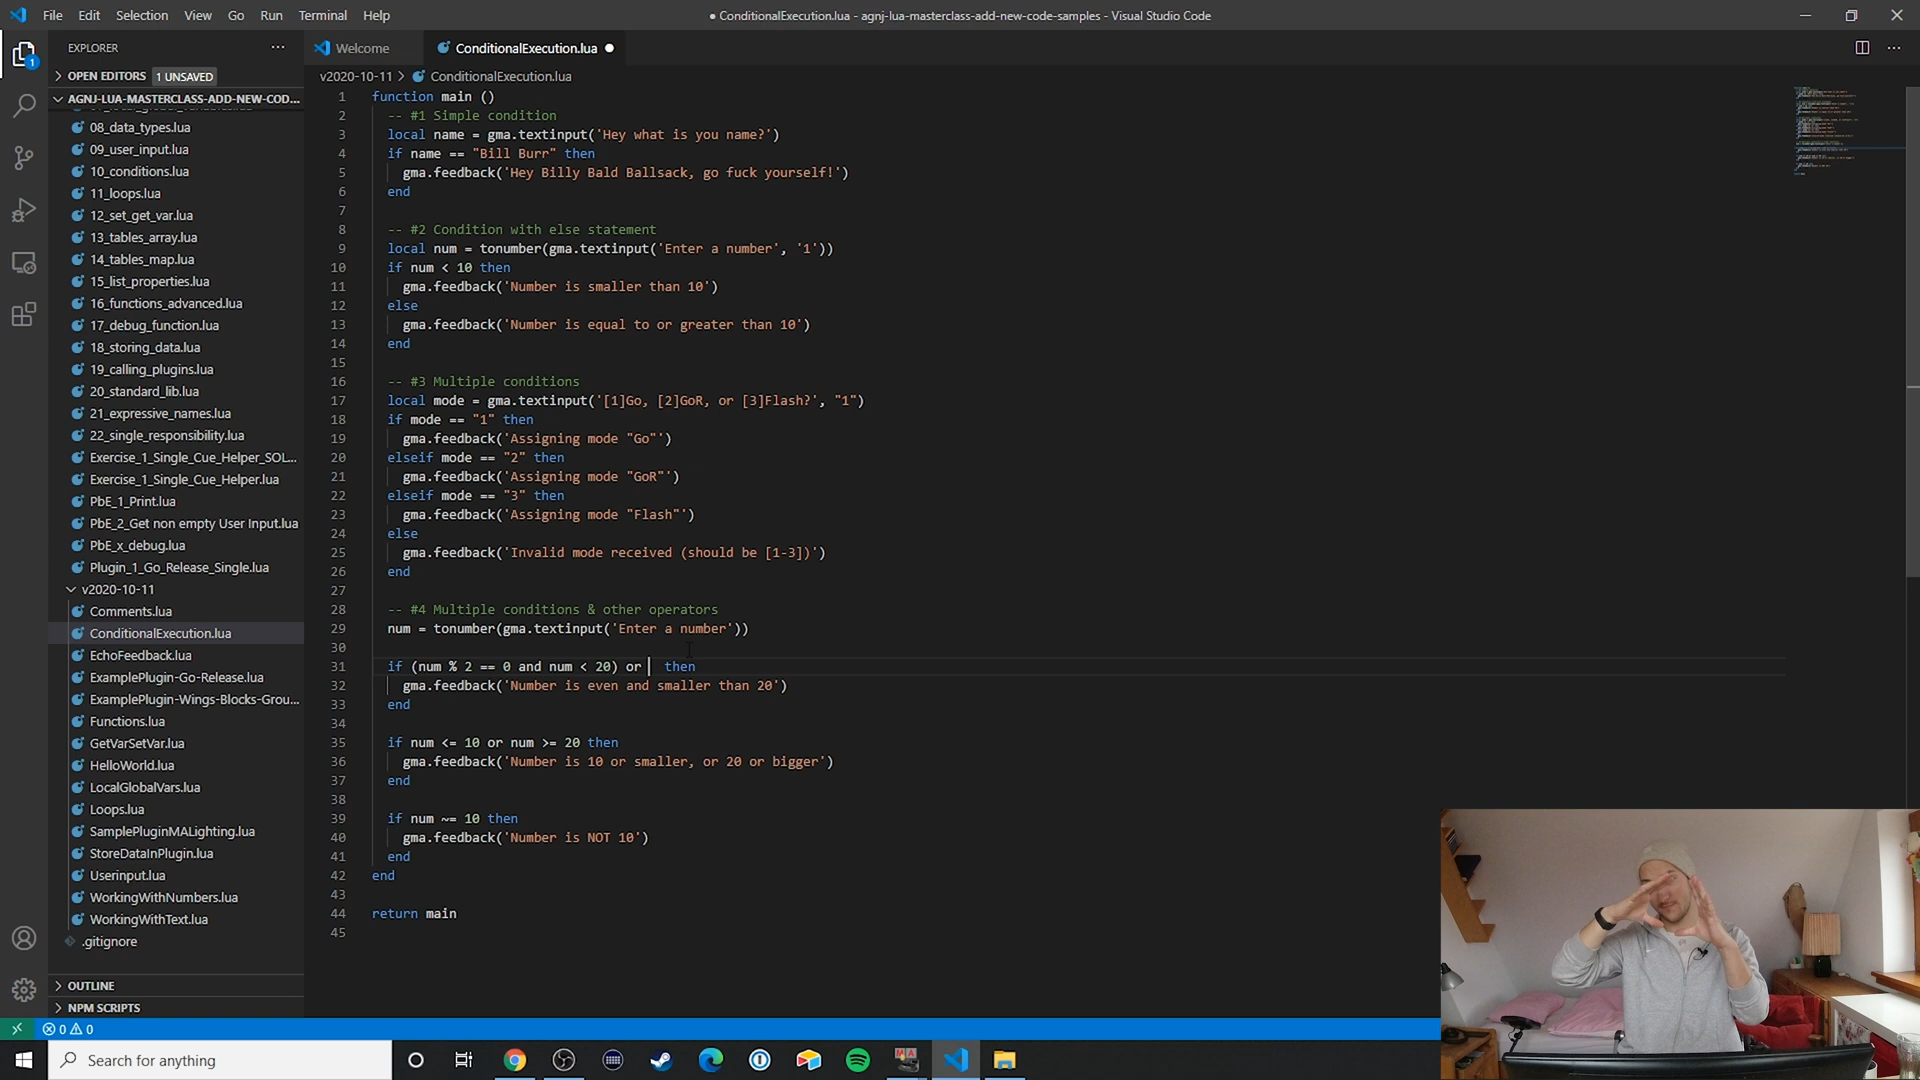 File Edit Selection View Go Run Terminal Help
● ConditionalExecution.lua - agnj-lua-masterclass-add-new-code-samples - Visual Studio Code
EXPLORER
OPEN EDITORS 1 UNSAVED
AGNJ-LUA-MASTERCLASS-ADD-NEW-COD...
08_data_types.lua
09_user_input.lua
10_conditions.lua
11_loops.lua
12_set_get_var.lua
13_tables_array.lua
14_tables_map.lua
15_list_properties.lua
16_functions_advanced.lua
17_debug_function.lua
18_storing_data.lua
19_calling_plugins.lua
20_standard_lib.lua
21_expressive_names.lua
22_single_responsibility.lua
Exercise_1_Single_Cue_Helper_SOL...
Exercise_1_Single_Cue_Helper.lua
PbE_1_Print.lua
PbE_2_Get non empty User Input.lua
PbE_x_debug.lua
Plugin_1_Go_Release_Single.lua
v2020-10-11
Comments.lua
ConditionalExecution.lua
EchoFeedback.lua
ExamplePlugin-Go-Release.lua
ExamplePlugin-Wings-Blocks-Grou...
Functions.lua
GetVarSetVar.lua
HelloWorld.lua
LocalGlobalVars.lua
Loops.lua
SamplePluginMALighting.lua
StoreDataInPlugin.lua
Userinput.lua
WorkingWithNumbers.lua
WorkingWithText.lua
.gitignore
OUTLINE
NPM SCRIPTS
Welcome
ConditionalExecution.lua ●
v2020-10-11 > ConditionalExecution.lua
1 function main ()
2 -- #1 Simple condition
3 local name = gma.textinput('Hey what is you name?')
4 if name == "Bill Burr" then
5 gma.feedback('Hey Billy Bald Ballsack, go fuck yourself!')
6 end
7
8 -- #2 Condition with else statement
9 local num = tonumber(gma.textinput('Enter a number', '1'))
10 if num < 10 then
11 gma.feedback('Number is smaller than 10')
12 else
13 gma.feedback('Number is equal to or greater than 10')
14 end
15
16 -- #3 Multiple conditions
17 local mode = gma.textinput('[1]Go, [2]GoR, or [3]Flash?', "1")
18 if mode == "1" then
19 gma.feedback('Assigning mode "Go"')
20 elseif mode == "2" then
21 gma.feedback('Assigning mode "GoR"')
22 elseif mode == "3" then
23 gma.feedback('Assigning mode "Flash"')
24 else
25 gma.feedback('Invalid mode received (should be [1-3])')
26 end
27
28 -- #4 Multiple conditions & other operators
29 num = tonumber(gma.textinput('Enter a number'))
30
31 if (num % 2 == 0 and num < 20) or then
32 gma.feedback('Number is even and smaller than 20')
33 end
34
35 if num <= 10 or num >= 20 then
36 gma.feedback('Number is 10 or smaller, or 20 or bigger')
37 end
38
39 if num ~= 10 then
40 gma.feedback('Number is NOT 10')
41 end
42 end
43
44 return main
45
0 0
Search for anything